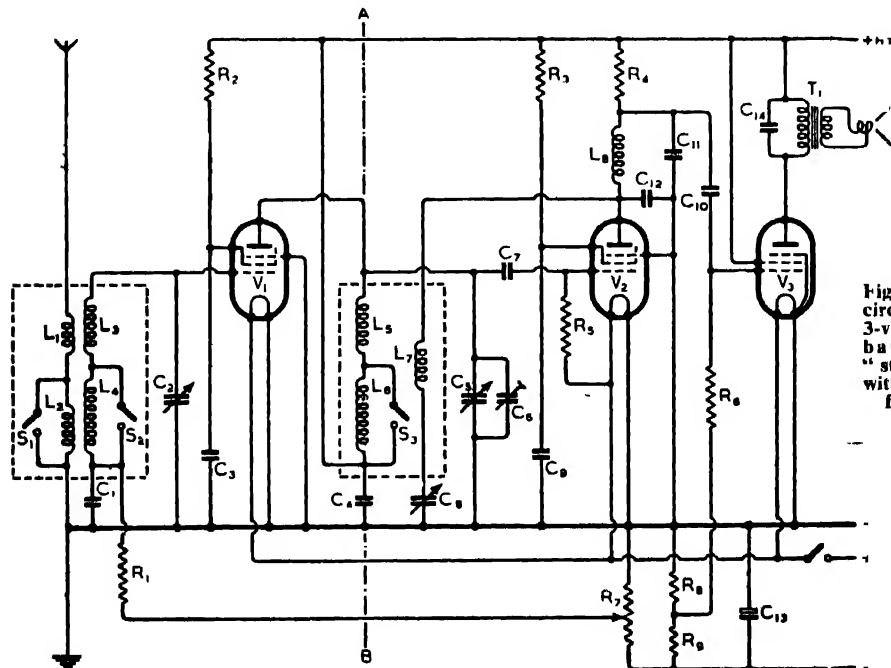 A
+HT
R2
R3
R4
T1
C14
L8
C11
C12
C10
V1
V2
V3
C7
L1
L3
L5
L7
R5
L2
L4
L6
C2
C5
C6
R6
S1
S2
S3
C3
C1
C4
C8
C9
R1
R7
R8
R9
C13
B
Fig
circ
3-v
ba
“ st
wit
f
-
+
-